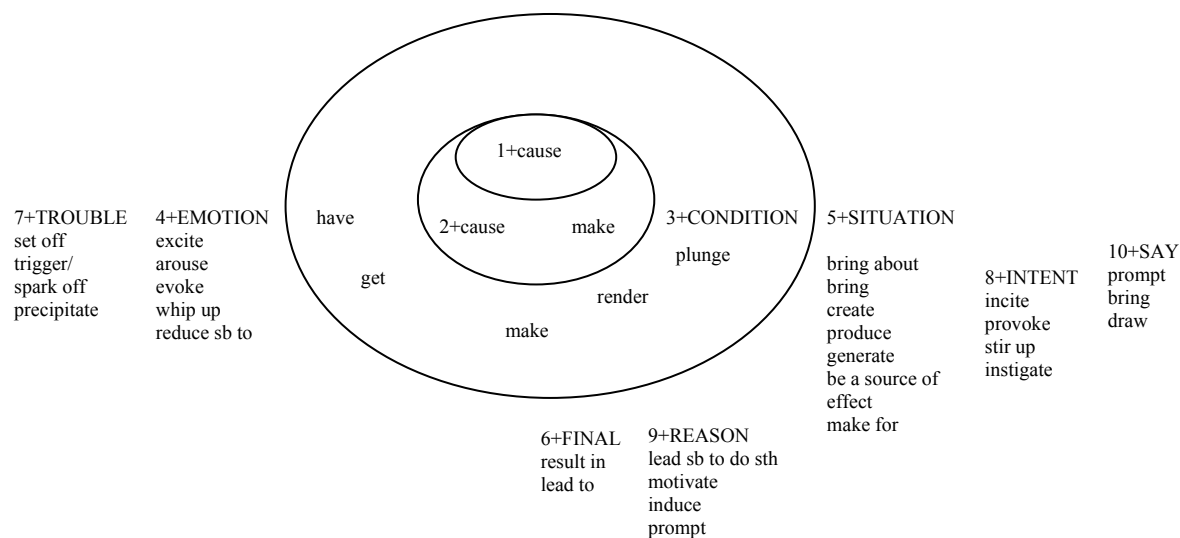 1+cause
7+TROUBLE
set off
trigger/
spark off
precipitate
4+EMOTION
excite
arouse
evoke
whip up
reduce sb to
have
get
2+cause
make
make
render
3+CONDITION
plunge
5+SITUATION
bring about
bring
create
produce
generate
be a source of
effect
make for
8+INTENT
incite
provoke
stir up
instigate
10+SAY
prompt
bring
draw
6+FINAL
result in
lead to
9+REASON
lead sb to do sth
motivate
induce
prompt